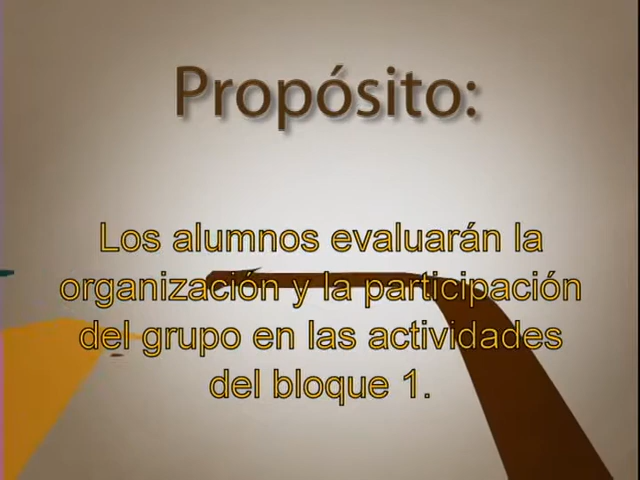 Propósito:
Los alumnos evaluarán la
organización y la participación
del grupo en las actividades
del bloque 1.